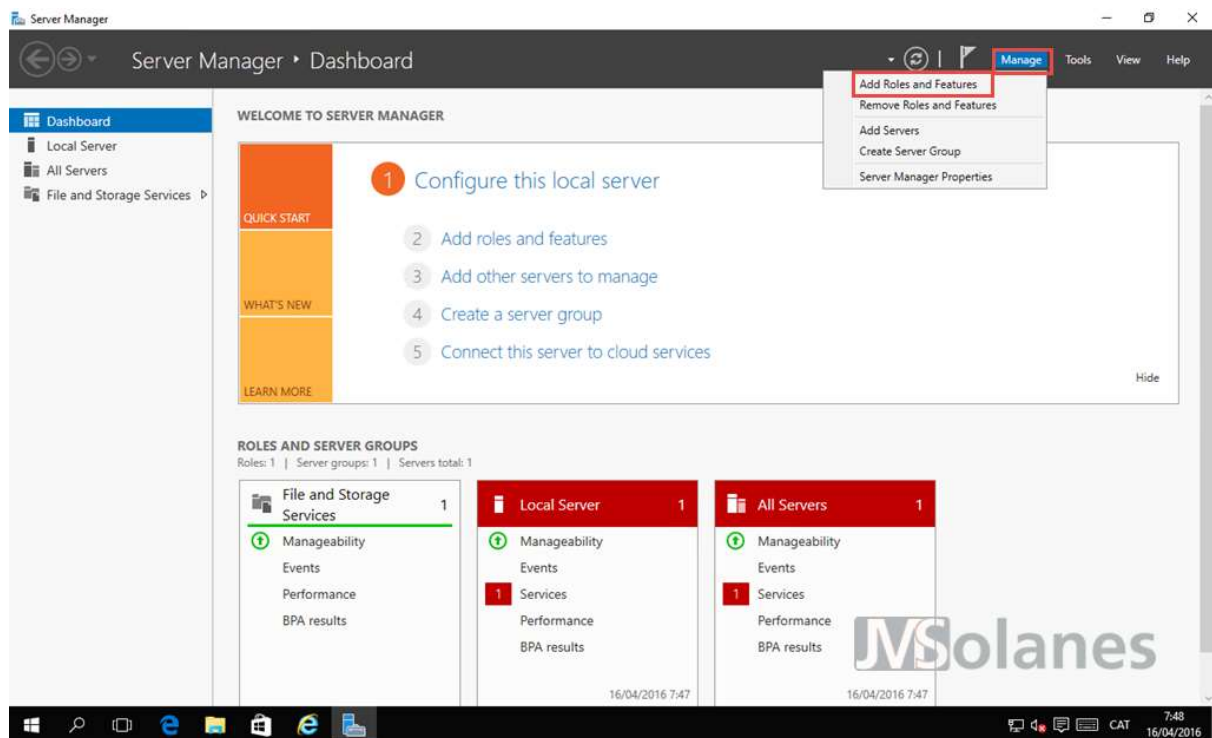 Server Manager
Server Manager • Dashboard
Manage
Tools
View
Help
Add Roles and Features
Remove Roles and Features
Add Servers
Create Server Group
Server Manager Properties
Dashboard
Local Server
All Servers
File and Storage Services
WELCOME TO SERVER MANAGER
QUICK START
WHAT'S NEW
LEARN MORE
1 Configure this local server
2 Add roles and features
3 Add other servers to manage
4 Create a server group
5 Connect this server to cloud services
Hide
ROLES AND SERVER GROUPS
Roles: 1 | Server groups: 1 | Servers total: 1
File and Storage
Services
1
Manageability
Events
Performance
BPA results
Local Server 1
Manageability
Events
1 Services
Performance
BPA results
16/04/2016 7:47
All Servers 1
Manageability
Events
1 Services
Performance
BPA results
16/04/2016 7:47
JMSolanes
CAT
7:48
16/04/2016